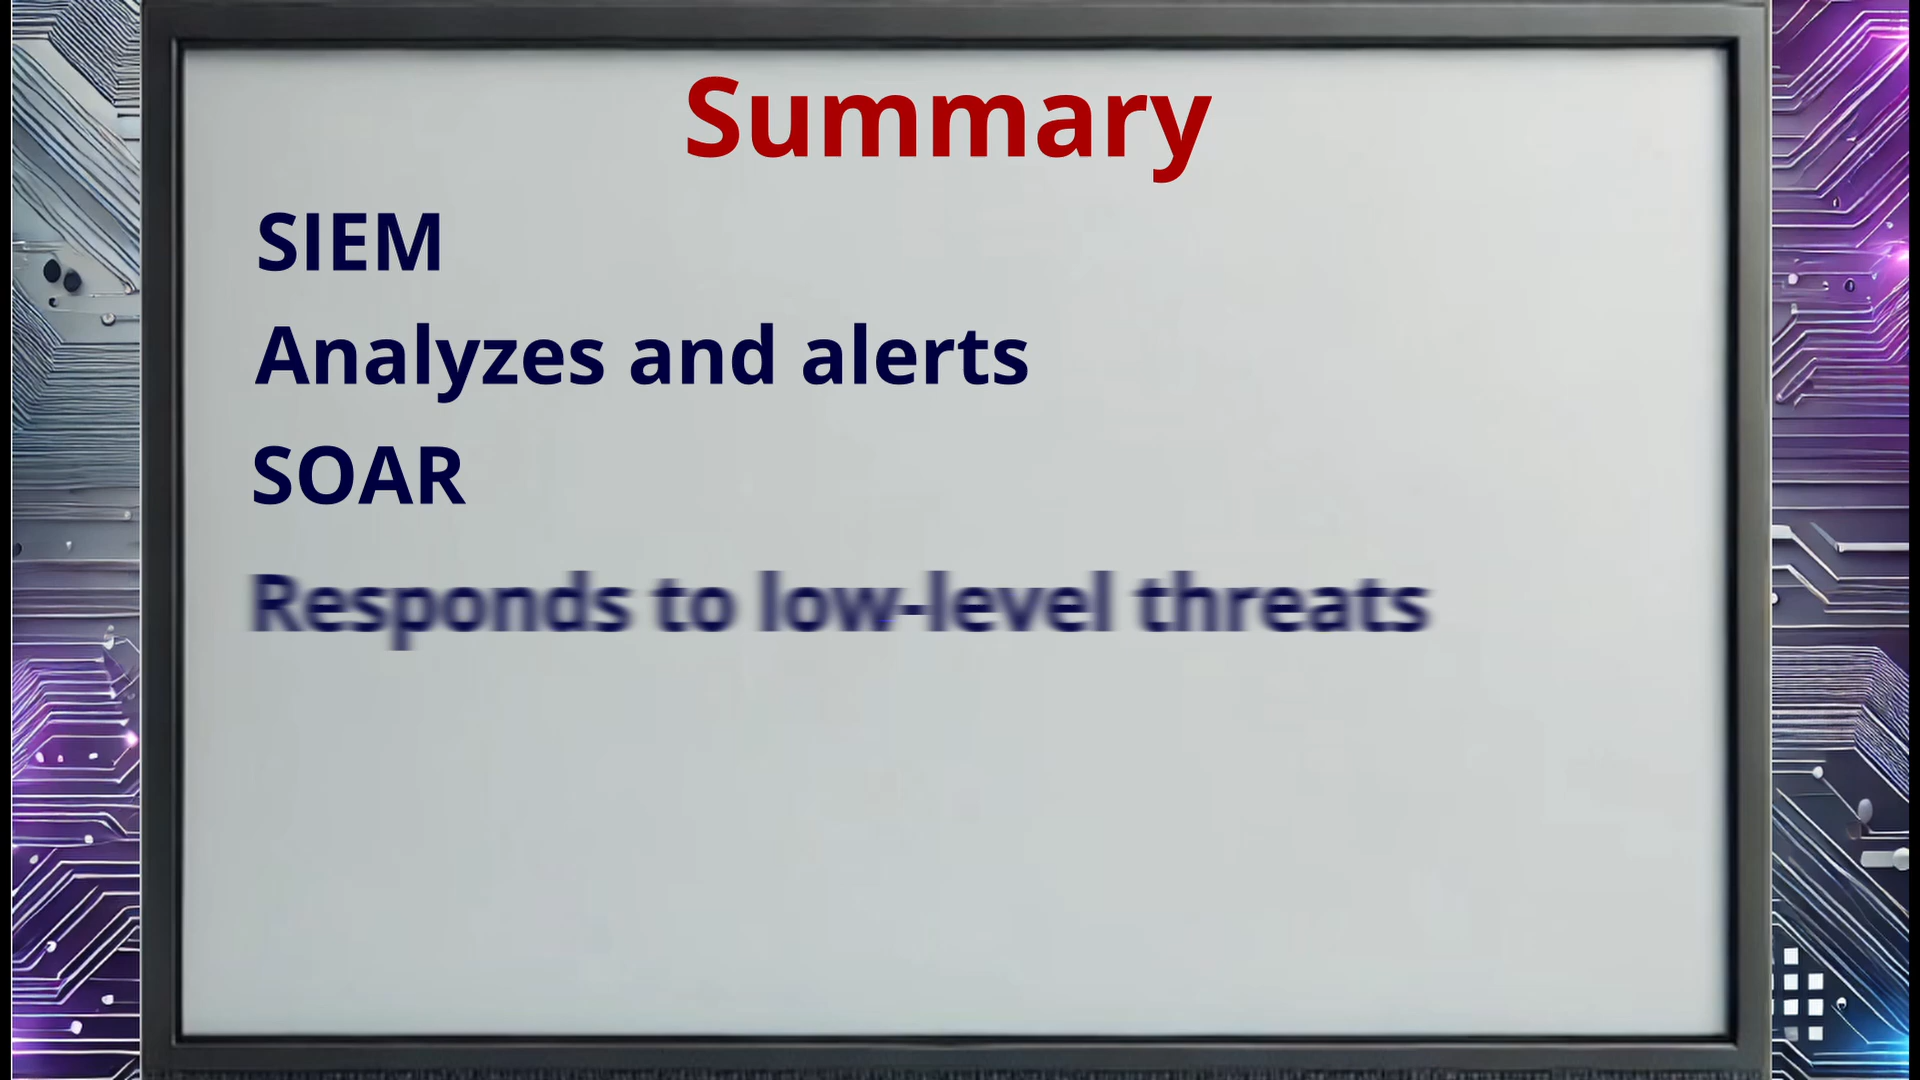 Summary
SIEM
Analyzes and alerts
SOAR
Responds to low-level threats